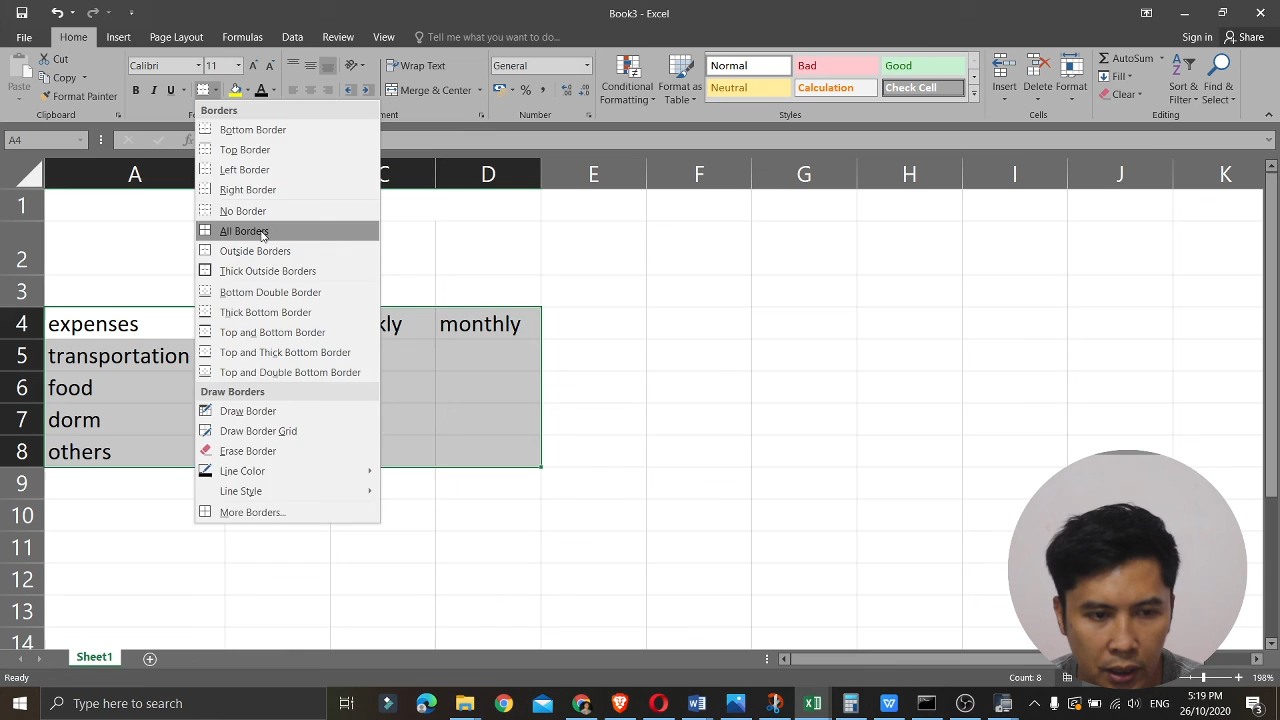 Book3 - Excel
Sign in Share
File Home Insert Page Layout Formulas Data Review View Tell me what you want to do...
Paste
Cut
Copy
Format Painter
Clipboard
Calibri 11
B I U
Wrap Text
Merge & Center
General
% ,
Number
Conditional Formatting
Format as Table
Normal Bad Good
Neutral Calculation Check Cell
Styles
Insert Delete Format
Cells
AutoSum
Fill
Clear
Sort & Filter
Find & Select
Editing
A4
Borders
Bottom Border
Top Border
Left Border
Right Border
No Border
All Borders
Outside Borders
Thick Outside Borders
Bottom Double Border
Thick Bottom Border
Top and Bottom Border
Top and Thick Bottom Border
Top and Double Bottom Border
Draw Borders
Draw Border
Draw Border Grid
Erase Border
Line Color
Line Style
More Borders...
A C D E F G H I J K
1
2
3
4 expenses kly monthly
5 transportation
6 food
7 dorm
8 others
9
10
11
12
13
14
Sheet1
Ready Count: 8 198%
Type here to search
5:19 PM
26/10/2020
3